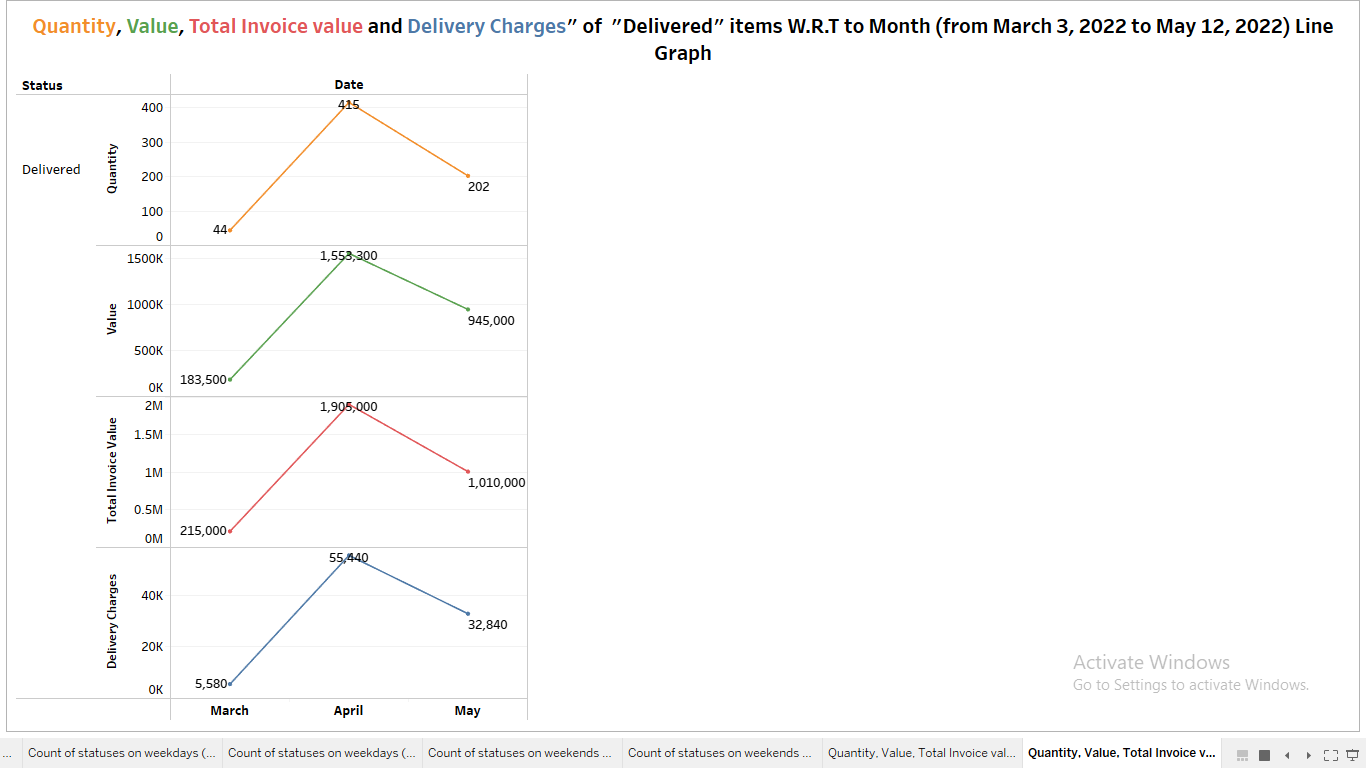 Quantity, Value, Total Invoice value and Delivery Charges” of ”Delivered” items W.R.T to Month (from March 3, 2022 to May 12, 2022) Line
Graph
Status
Date
Delivered
Quantity
400
300
200
100
0
415
44
202
Value
1500K
1000K
500K
0K
1,553,300
183,500
945,000
Total Invoice Value
2M
1.5M
1M
0.5M
0M
1,905,000
215,000
1,010,000
Delivery Charges
40K
20K
0K
55,440
5,580
32,840
March April May
Activate Windows
Go to Settings to activate Windows.
... Count of statuses on weekdays (... Count of statuses on weekdays (... Count of statuses on weekends ... Count of statuses on weekends ... Quantity, Value, Total Invoice val... Quantity, Value, Total Invoice v...